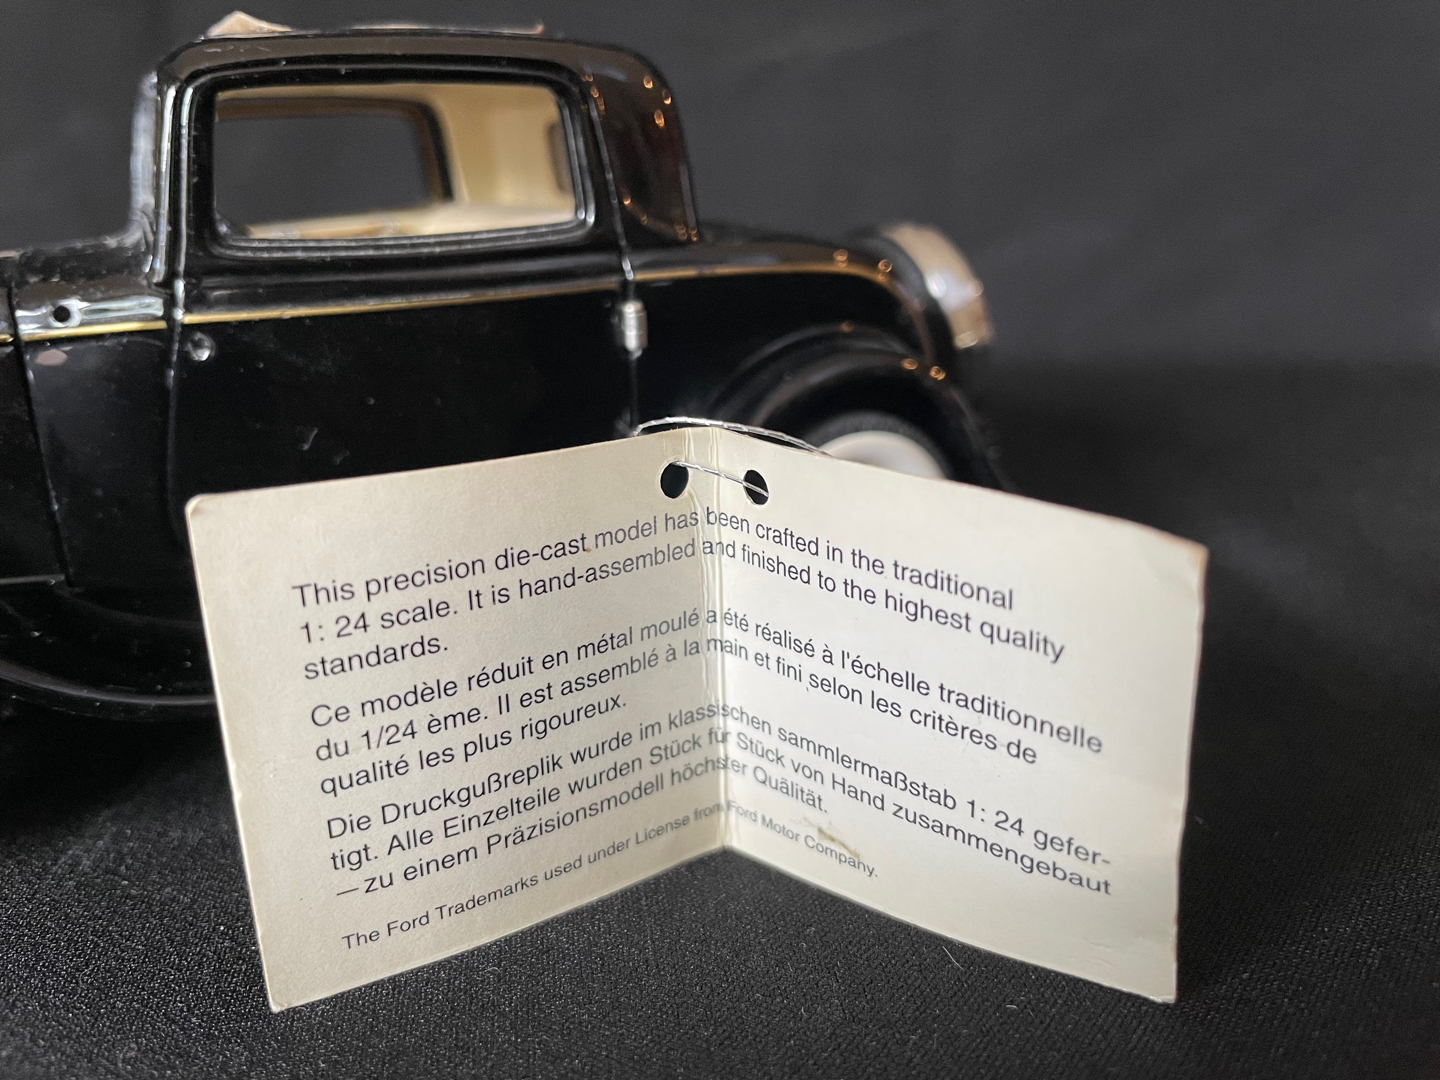 This precision die-cast model has been crafted in the traditional
1: 24 scale. It is hand-assembled and finished to the highest quality
standards.
Ce modèle réduit en métal moulé a été réalisé à l'échelle traditionnelle
du 1/24 ème. Il est assemblé à la main et fini selon les critères de
qualité les plus rigoureux.
Die Druckgußreplik wurde im klassischen sammlermaßstab 1: 24 gefer-
tigt. Alle Einzelteile wurden Stück für Stück von Hand zusammengebaut
— zu einem Präzisionsmodell höchster Quälität.
The Ford Trademarks used under License from Ford Motor Company.